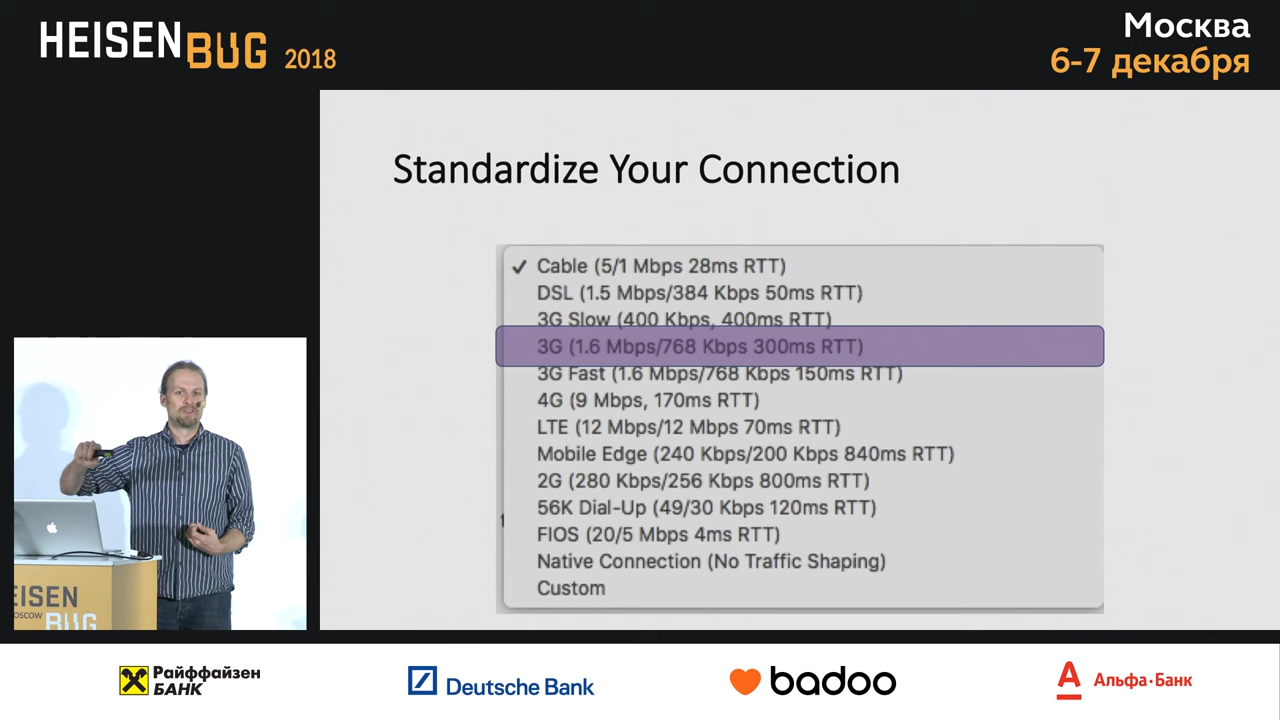 HEISENBUG 2018
Москва
6-7 декабря
Standardize Your Connection
✓ Cable (5/1 Mbps 28ms RTT)
DSL (1.5 Mbps/384 Kbps 50ms RTT)
3G Slow (400 Kbps, 400ms RTT)
3G (1.6 Mbps/768 Kbps 300ms RTT)
3G Fast (1.6 Mbps/768 Kbps 150ms RTT)
4G (9 Mbps, 170ms RTT)
LTE (12 Mbps/12 Mbps 70ms RTT)
Mobile Edge (240 Kbps/200 Kbps 840ms RTT)
2G (280 Kbps/256 Kbps 800ms RTT)
56K Dial-Up (49/30 Kbps 120ms RTT)
FIOS (20/5 Mbps 4ms RTT)
Native Connection (No Traffic Shaping)
Custom
EISEN
OSCOW
BUG
Райффайзен
БАНК
Deutsche Bank
badoo
Альфа·Банк